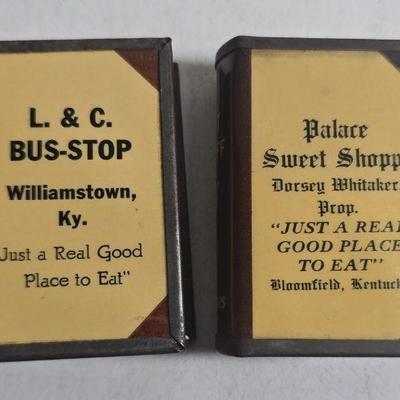 L. & C.
BUS-STOP
Williamstown,
Ky.
Just a Real Good
Place to Eat"
Palace
Sweet Shopp
Dorsey Whitaker,
Prop.
"JUST A REAL
GOOD PLACE
TO EAT"
Bloomfield, Kentuck